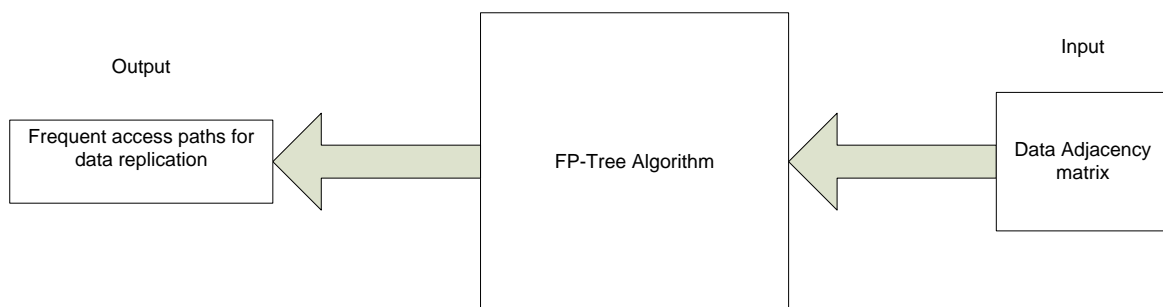 Output
Frequent access paths for
data replication
FP-Tree Algorithm
Input
Data Adjacency
matrix